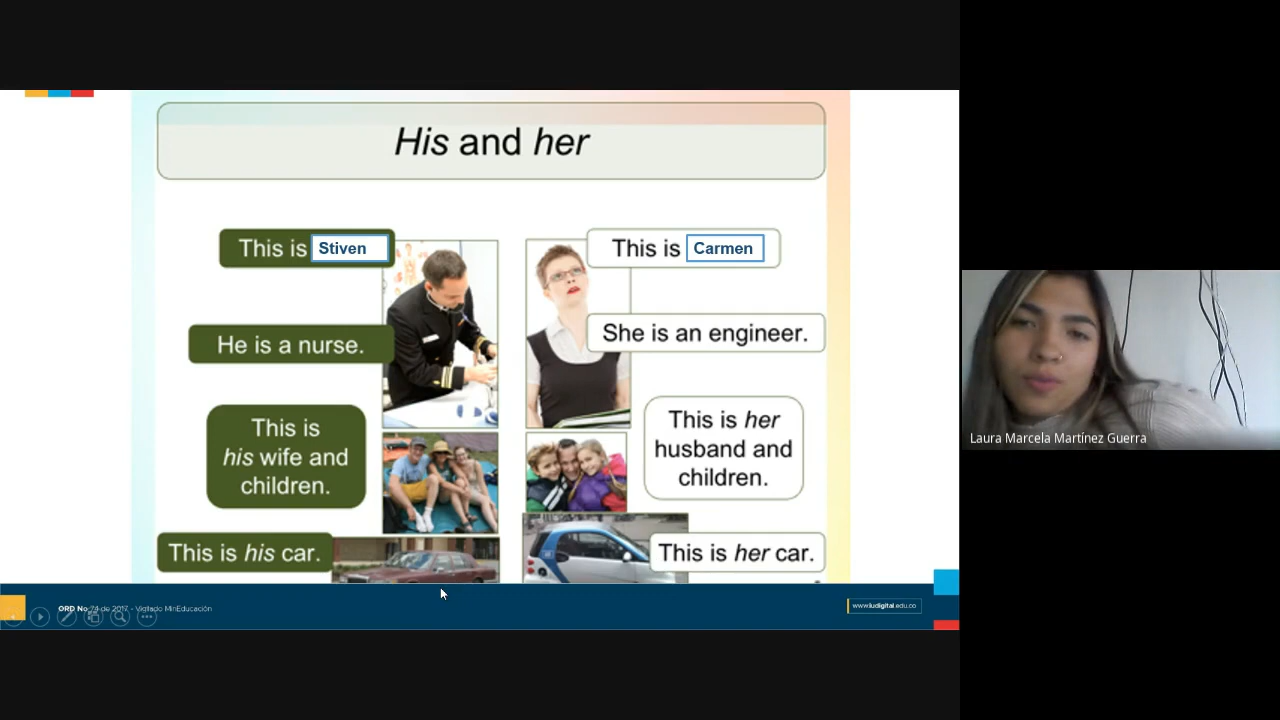 His and her
This is Stiven
He is a nurse.
This is
his wife and
children.
This is his car.
This is Carmen
She is an engineer.
This is her
husband and
children.
This is her car.
ORD No 74 de 2017 - Vigilado MinEducación
www.iudigital.edu.co
Laura Marcela Martínez Guerra